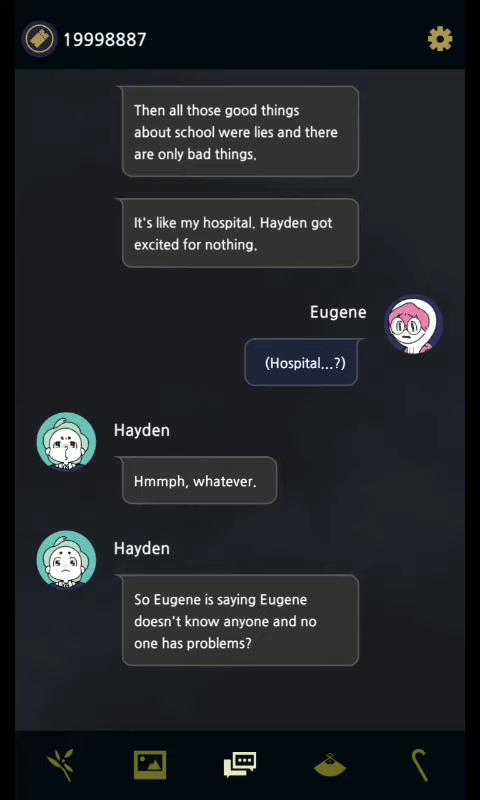 19998887
Then all those good things
about school were lies and there
are only bad things.
It's like my hospital. Hayden got
excited for nothing.
Eugene
(Hospital...?)
Hayden
Hmmph, whatever.
Hayden
So Eugene is saying Eugene
doesn't know anyone and no
one has problems?